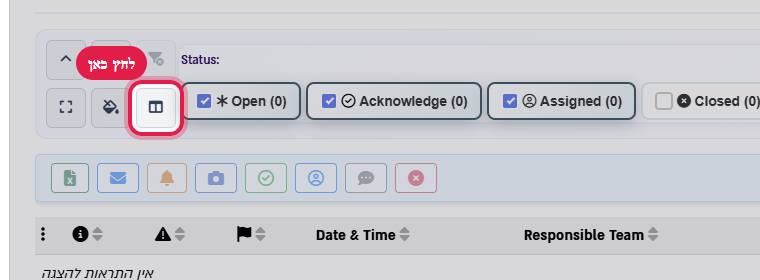 לחץ כאן
Status:
Open (0)
Acknowledge (0)
Assigned (0)
Closed (0)
Date & Time
Responsible Team
אין התראות להצגה